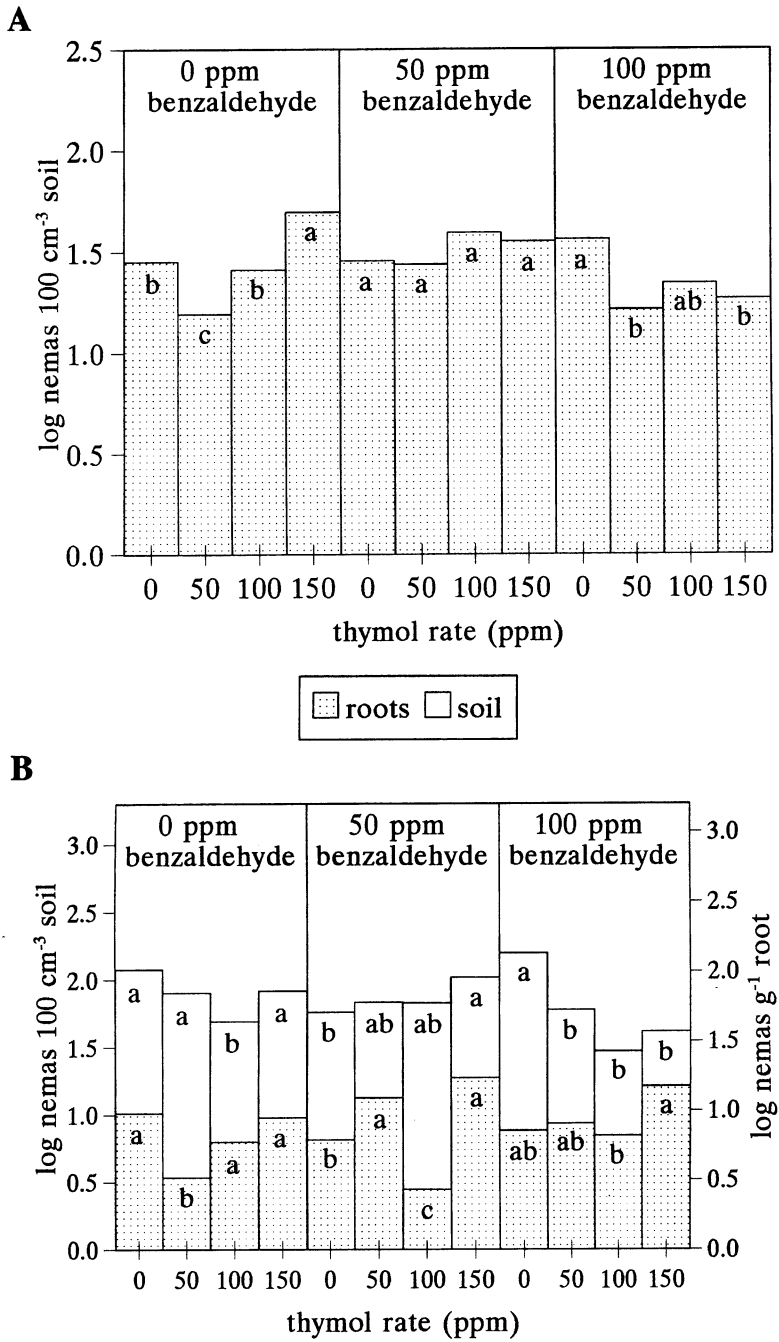 A
2.5
2.0
1.5
1.0
0.5
0.0
log nemas 100 cm⁻³ soil
0 ppm benzaldehyde
50 ppm benzaldehyde
100 ppm benzaldehyde
b c b a a a a a a b ab b
0 50 100 150 0 50 100 150 0 50 100 150
thymol rate (ppm)
roots soil
B
3.0
2.5
2.0
1.5
1.0
0.5
0.0
log nemas 100 cm⁻³ soil
0 ppm benzaldehyde
50 ppm benzaldehyde
100 ppm benzaldehyde
a a b a b ab ab a a b b b
a b a a b a c a ab ab b a
3.0
2.5
2.0
1.5
1.0
0.5
0.0
log nemas g⁻¹ root
0 50 100 150 0 50 100 150 0 50 100 150
thymol rate (ppm)